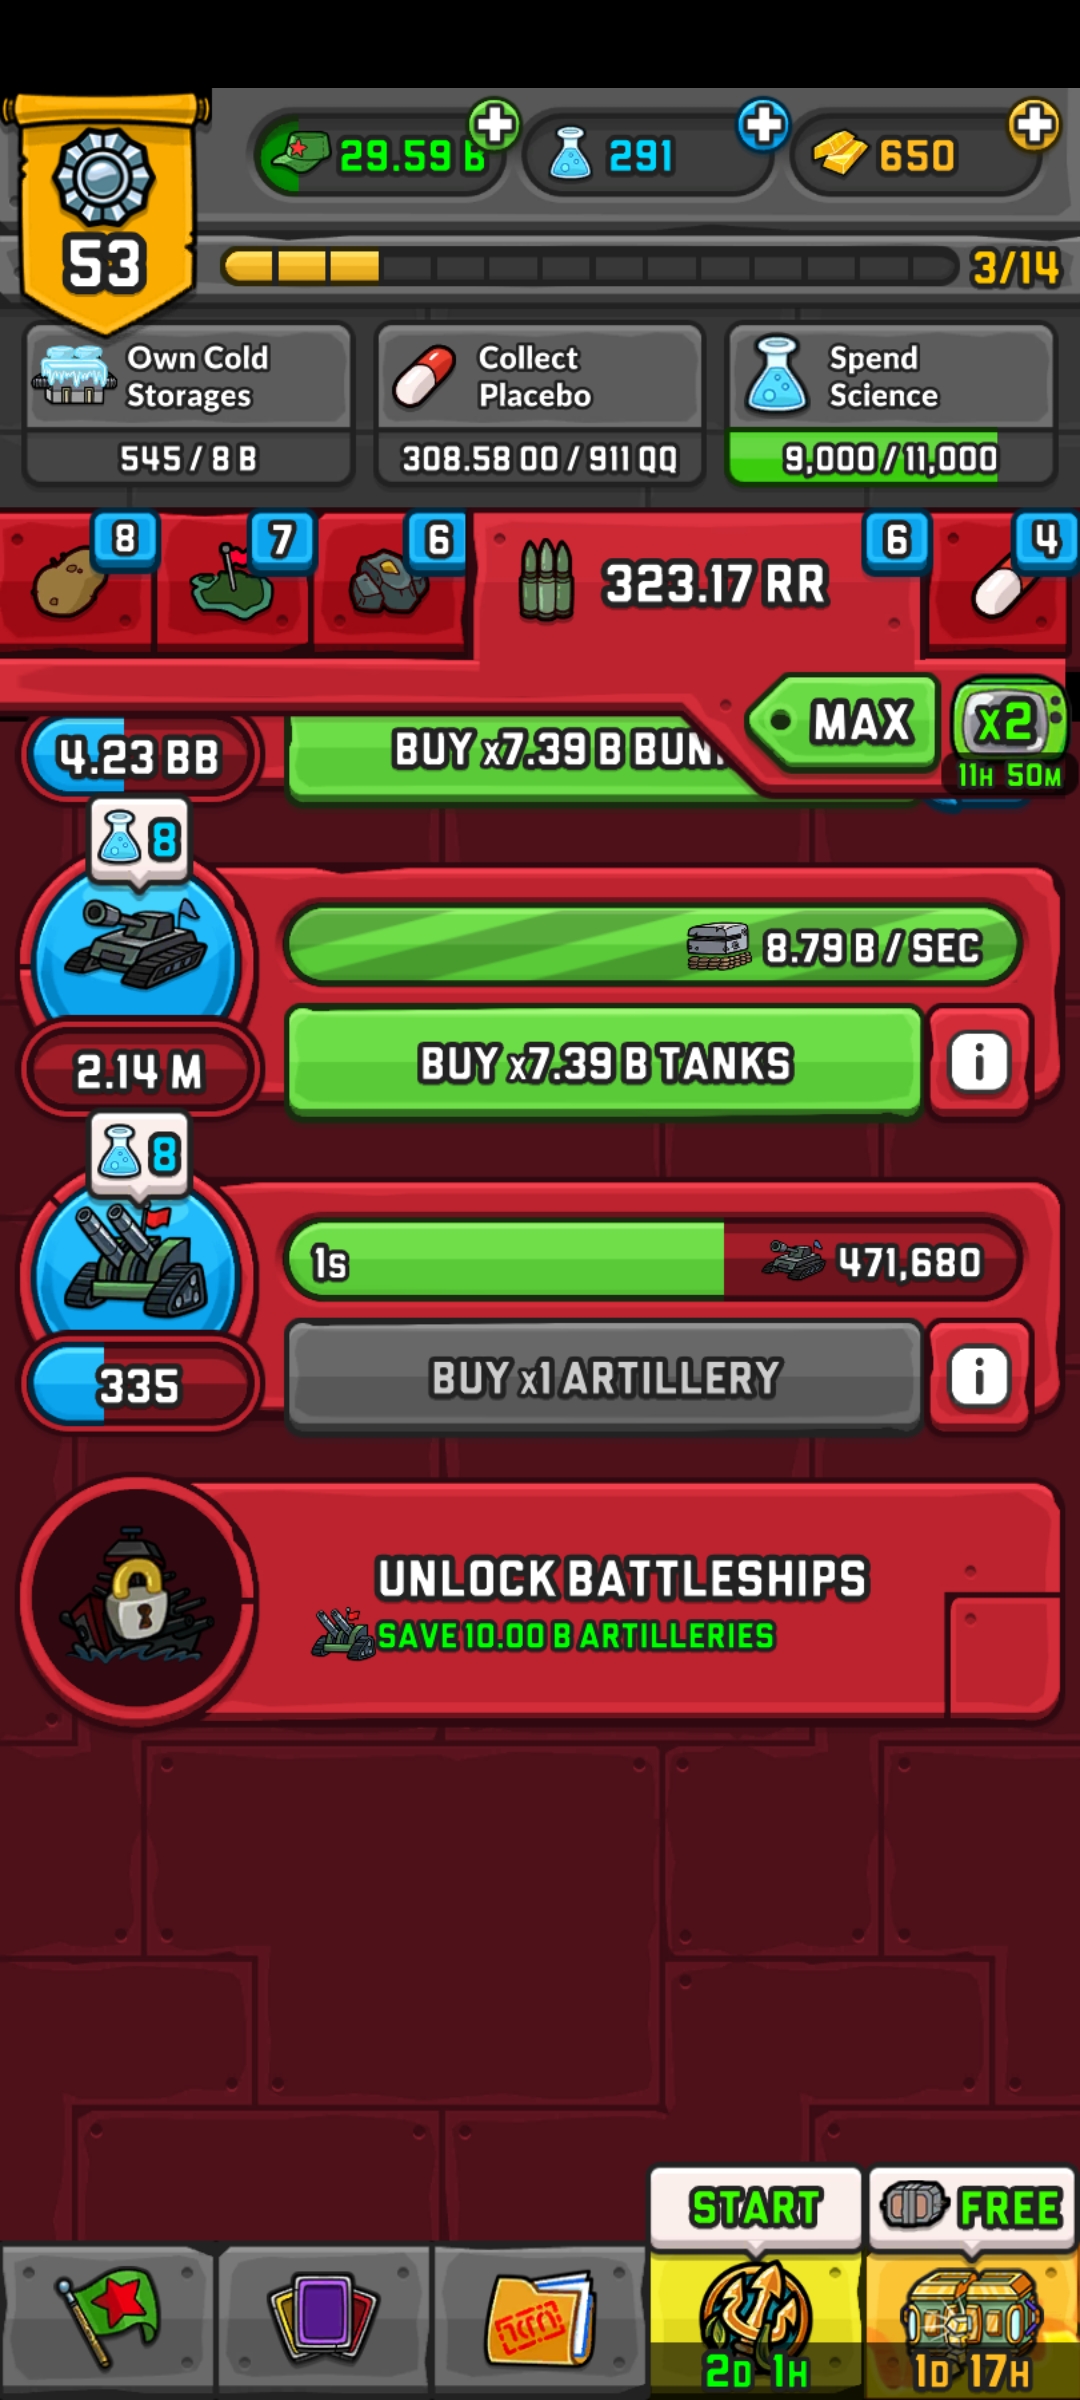 29.59 B
291
650
53
3/14
Own Cold
Storages
Collect
Placebo
Spend
Science
545 / 8 B
308.58 OO / 911 QQ
9,000 / 11,000
8
7
6
323.17 RR
6
4
MAX
x2
11H 50M
4.23 BB
BUY x7.39 B BUN
8
8.79 B / SEC
2.14 M
BUY x7.39 B TANKS
i
8
1s
471,680
335
BUY x1 ARTILLERY
i
UNLOCK BATTLESHIPS
SAVE 10.00 B ARTILLERIES
START
FREE
2D 1H
1D 17H